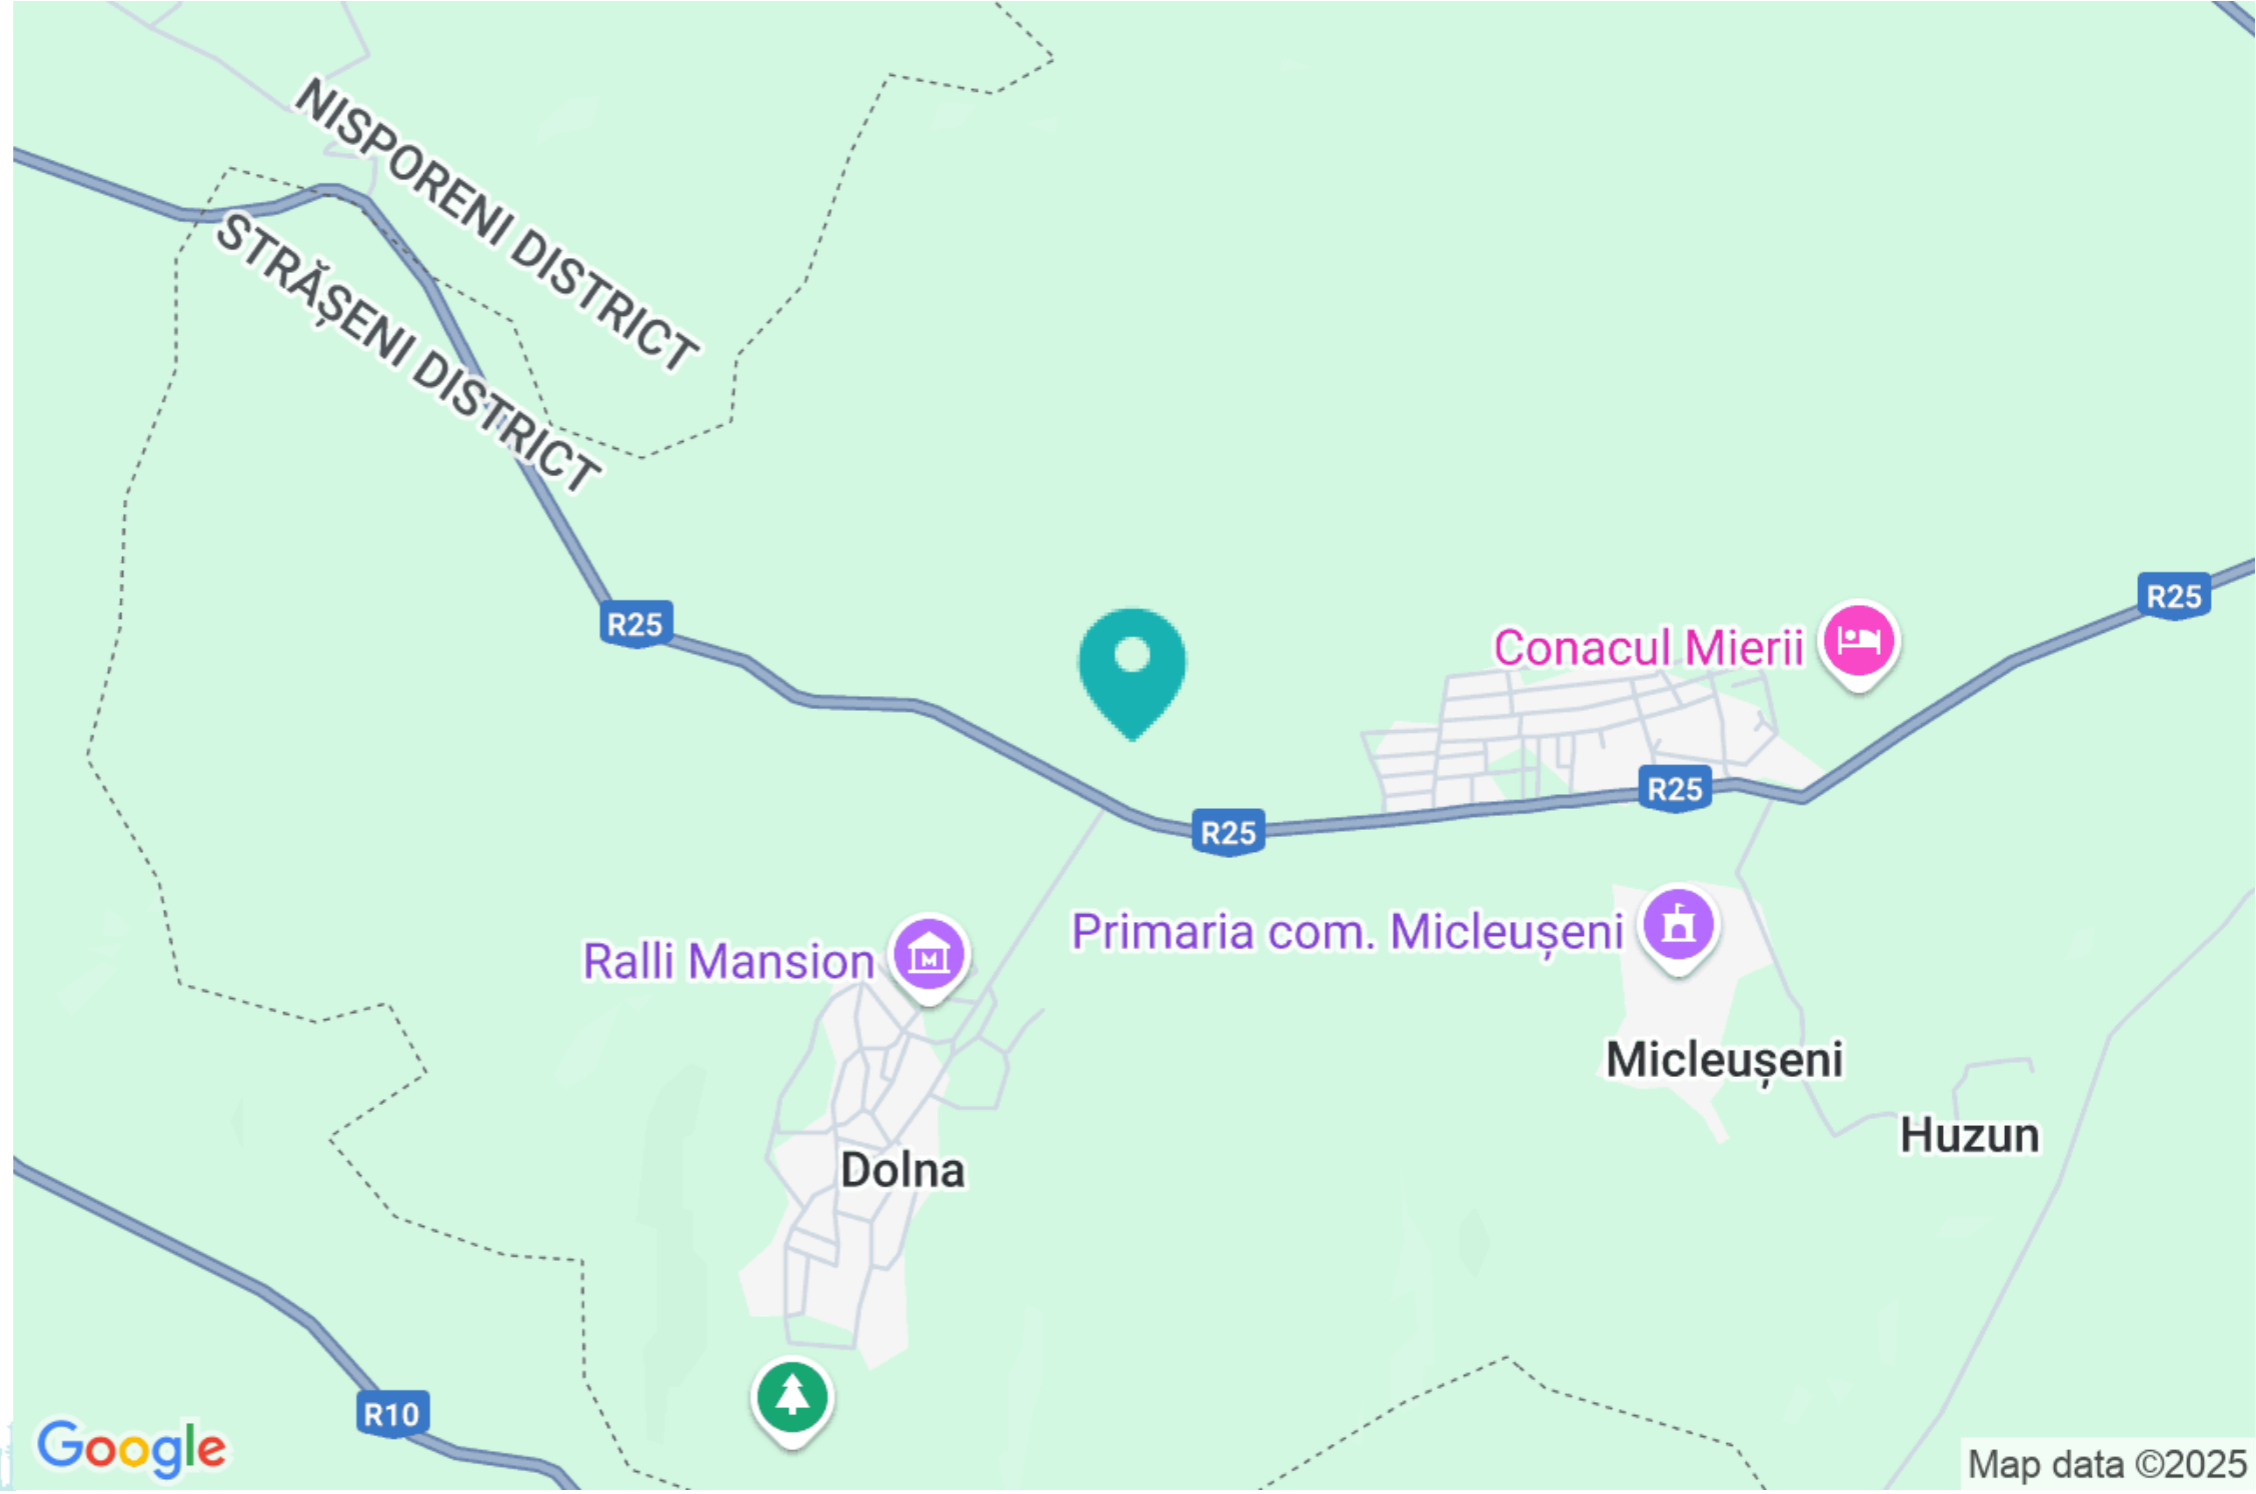 NISPORENI DISTRICT
STRĂȘENI DISTRICT
R25
R25
Conacul Mierii
R25
R25
Primaria com. Micleușeni
Ralli Mansion
M
Micleușeni
Huzun
Dolna
R10
Google
Map data ©2025